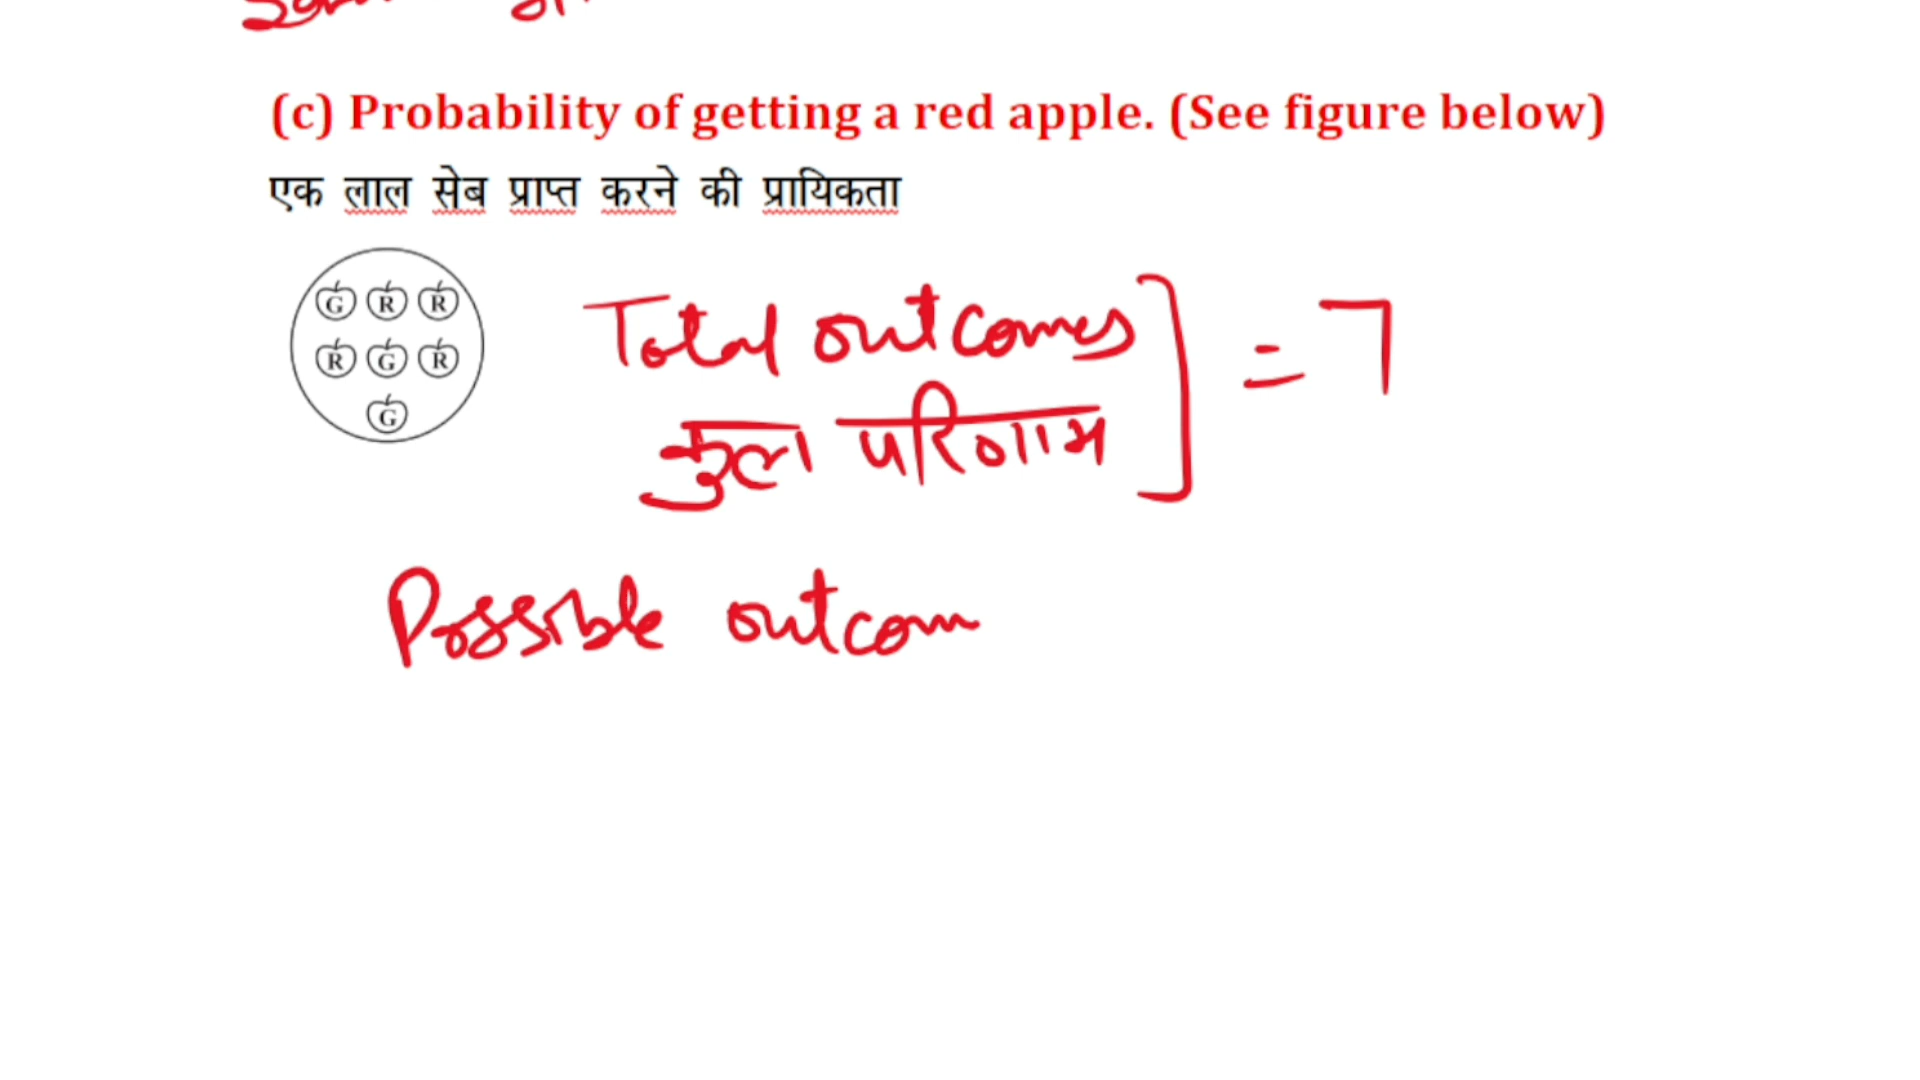 (c) Probability of getting a red apple. (See figure below)
एक लाल सेब प्राप्त करने की प्रायिकता
G R R
R G R
G
Total outcomes
कुल परिणाम
= 7
Possible outcom